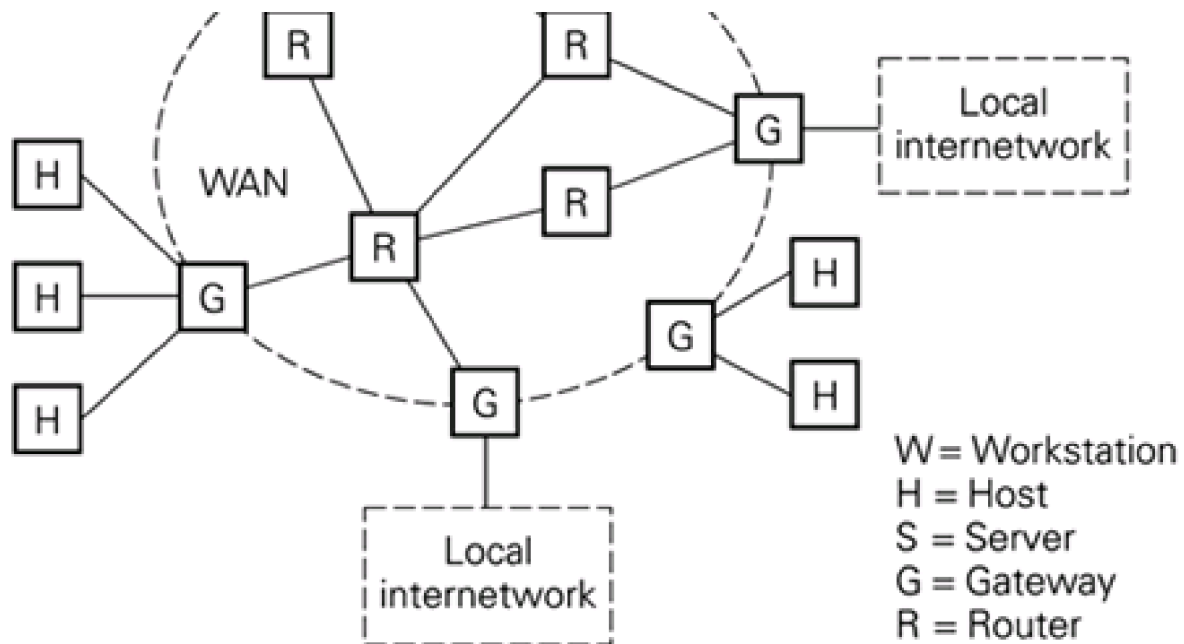 R
R
G
Local
internetwork
H
WAN
R
R
H
G
H
G
H
G
H
W = Workstation
H = Host
S = Server
G = Gateway
R = Router
Local
internetwork